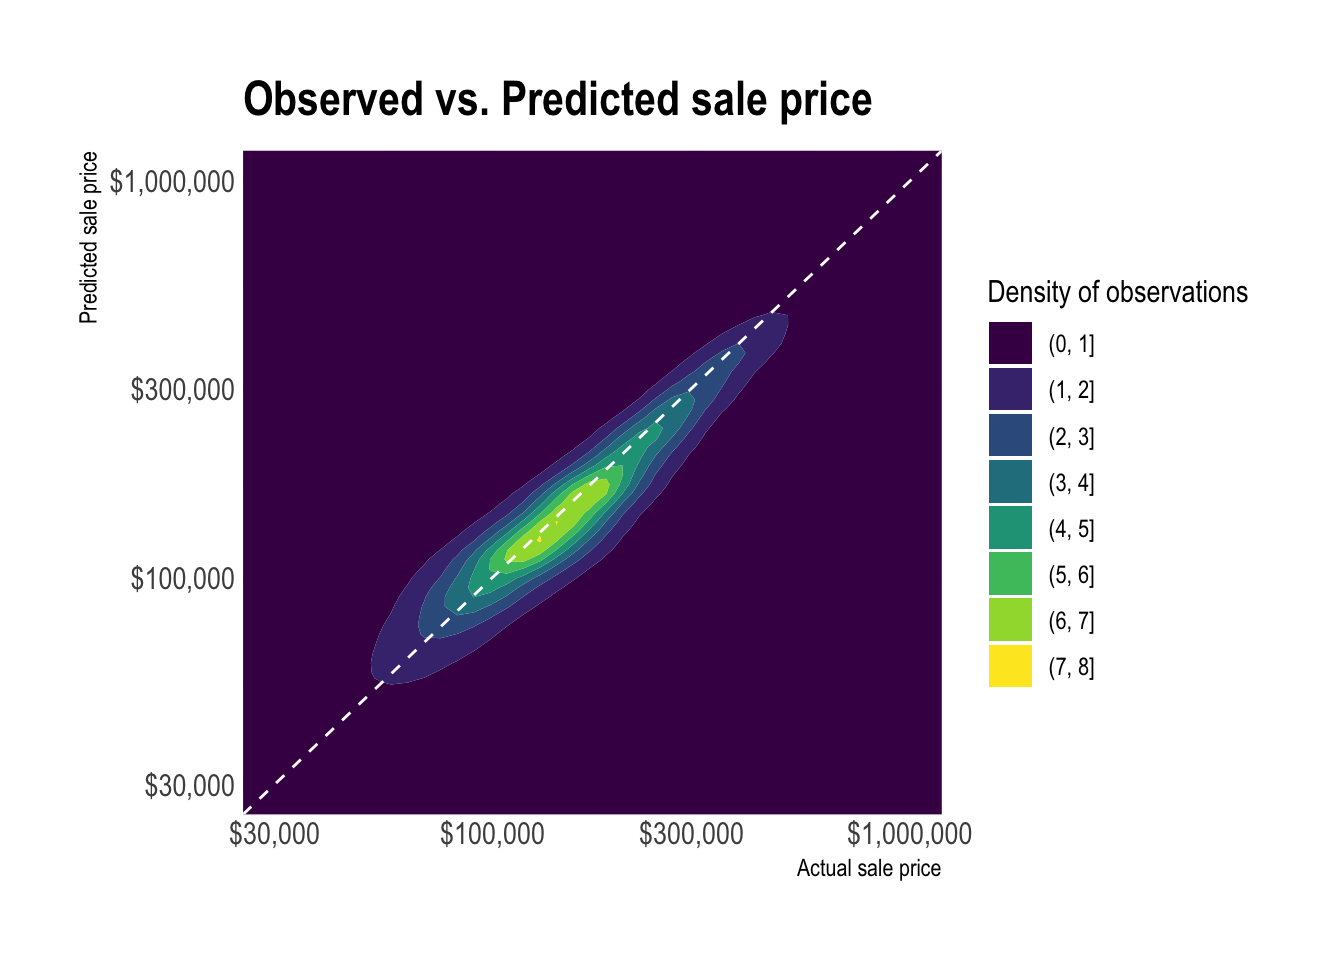 Observed vs. Predicted sale price
Predicted sale price
$1,000,000
$300,000
$100,000
$30,000
$30,000 $100,000 $300,000 $1,000,000
Actual sale price
Density of observations
(0, 1]
(1, 2]
(2, 3]
(3, 4]
(4, 5]
(5, 6]
(6, 7]
(7, 8]